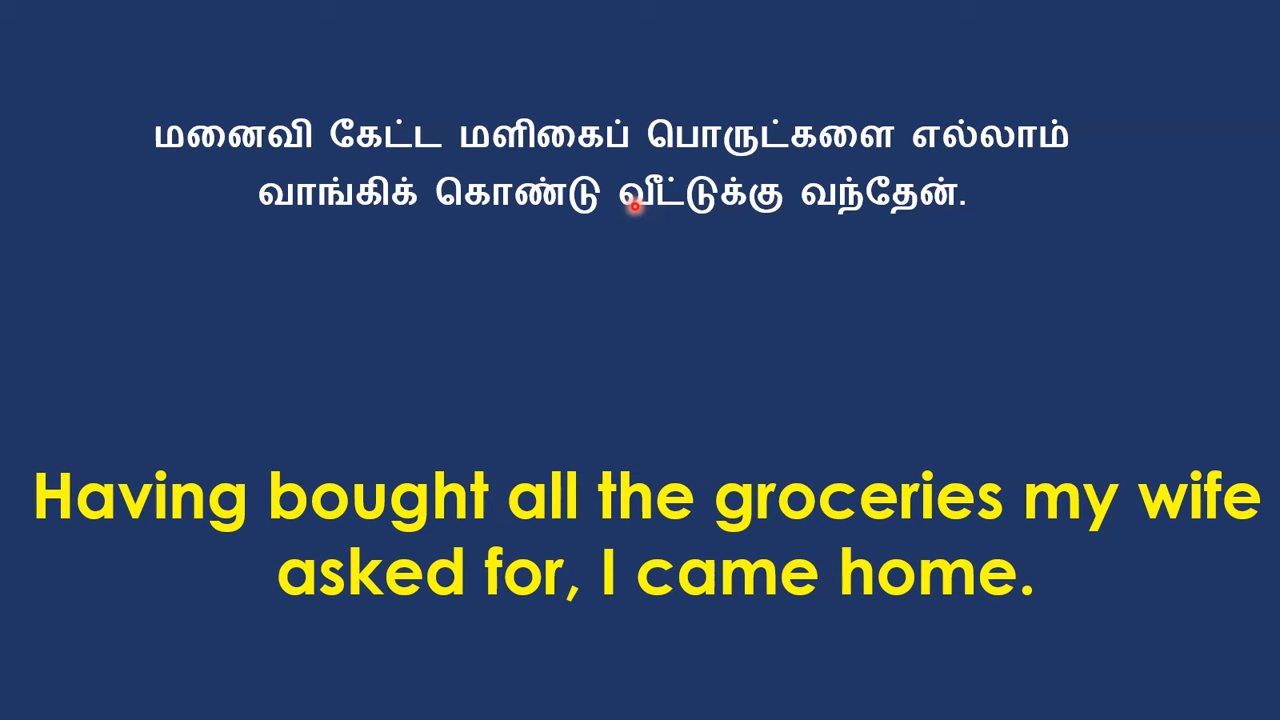 மனைவி கேட்ட மளிகைப் பொருட்களை எல்லாம்
வாங்கிக் கொண்டு வீட்டுக்கு வந்தேன்.
Having bought all the groceries my wife
asked for, I came home.